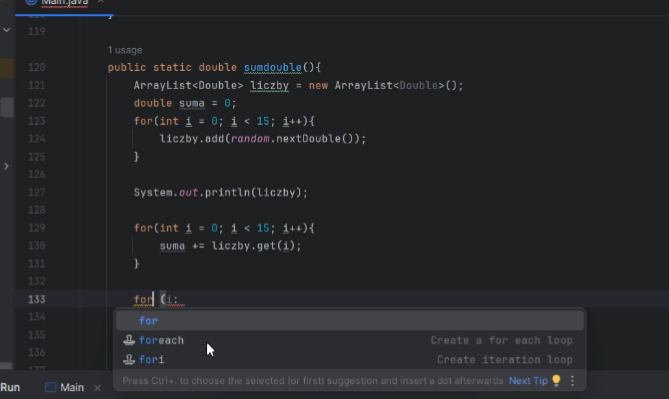 Main.java ×
119
1 usage
120 public static double sumdouble(){
121 ArrayList<Double> liczby = new ArrayList<Double>();
122 double suma = 0;
123 for(int i = 0; i < 15; i++){
124 liczby.add(random.nextDouble());
125 }
126
127 System.out.println(liczby);
128
129 for(int i = 0; i < 15; i++){
130 suma += liczby.get(i);
131 }
132
133 for (i:
134 for
135 foreach Create a for each loop
fori Create iteration loop
136 Press Ctrl+. to choose the selected (or first) suggestion and insert a dot afterwards Next Tip
Run Main ×